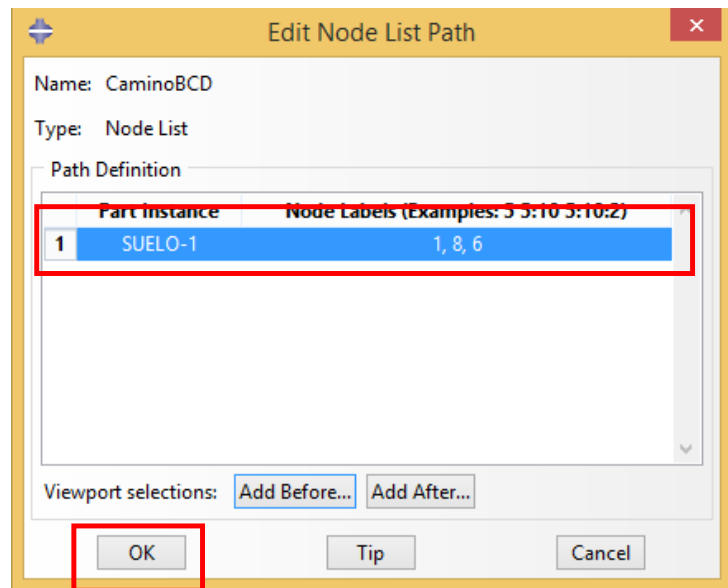 Edit Node List Path
Name: CaminoBCD
Type: Node List
Path Definition
Part Instance Node Labels (Examples: 5 5:10 5:10:2)
1 SUELO-1 1, 8, 6
Viewport selections: Add Before... Add After...
OK Tip Cancel